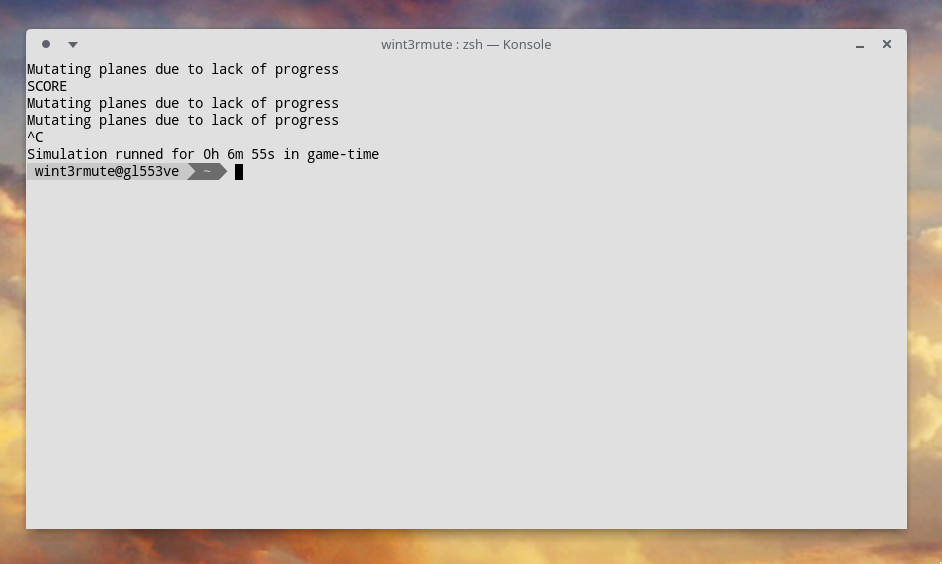 wint3rmute : zsh — Konsole
Mutating planes due to lack of progress
SCORE
Mutating planes due to lack of progress
Mutating planes due to lack of progress
^C
Simulation runned for 0h 6m 55s in game-time
wint3rmute@gl553ve ~